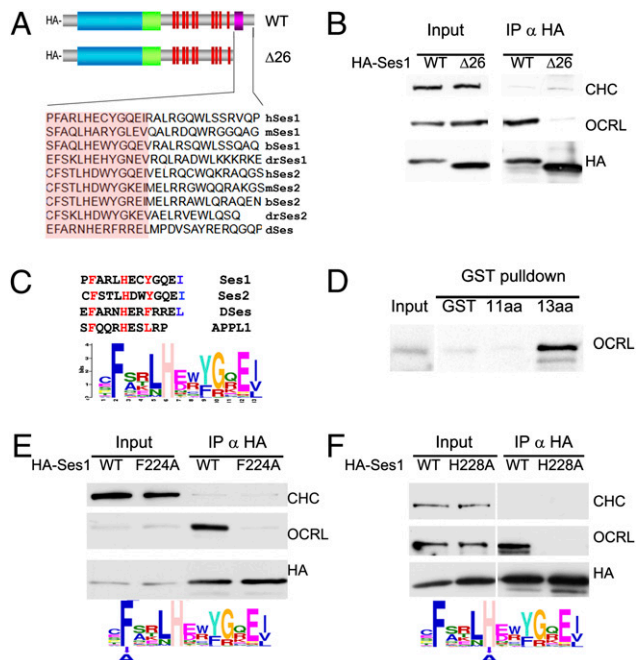 A
HA- WT
HA- Δ26
PFARLHECYGQEIRALRGQWLSSRVQP hSes1
SFAQLHARYGLEVQALRDQWRGGQAG mSes1
SFARLHEWYGQEVRALRSQWLSSQAQ bSes1
EFSKLHEHYGNEVRQLRADWLKKKRKE drSes1
CFSTLHDWYGQEIVELRQCWQKRAQGS hSes2
CFSTLHDWYGKEIMELRRGWQQRAKGS mSes2
CFSTLHEWYGQEIMELRRAWLQRAQEN bSes2
CFSKLHDWYGKEVAELRVEWLQSQ drSes2
EFARNHERFRRELMPDVSAYRERQGQP dSes
B
Input IP α HA
HA-Ses1 WT Δ26 WT Δ26
CHC
OCRL
HA
C
PFARLHECYGQEI Ses1
CFSTLHDWYGQEI Ses2
EFARNHERFRREL DSes
SFQQRHESLRP APPL1
D
GST pulldown
Input GST 11aa 13aa
OCRL
E
Input IP α HA
HA-Ses1 WT F224A WT F224A
CHC
OCRL
HA
A
F
Input IP α HA
HA-Ses1 WT H228A WT H228A
CHC
OCRL
HA
A